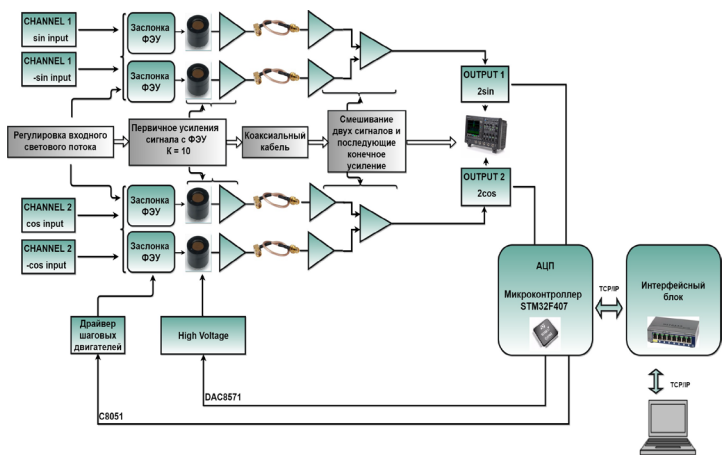 CHANNEL 1
sin input
CHANNEL 1
-sin input
Заслонка
ФЭУ
Заслонка
ФЭУ
OUTPUT 1
2sin
Регулировка входного
светового потока
Первичное усиления
сигнала с ФЭУ
К = 10
Коаксиальный
кабель
Смешивание
двух сигналов и
последующие
конечное
усиление
OUTPUT 2
2cos
CHANNEL 2
cos input
CHANNEL 2
-cos input
Заслонка
ФЭУ
Заслонка
ФЭУ
АЦП
Микроконтроллер
STM32F407
TCP/IP
Интерфейсный
блок
Драйвер
шаговых
двигателей
High Voltage
DAC8571
C8051
TCP/IP